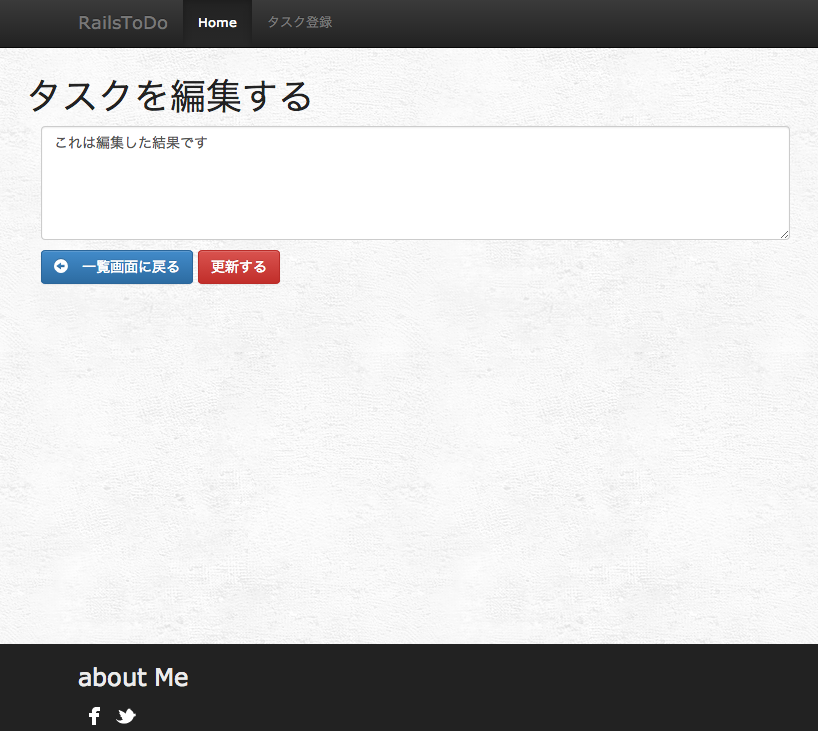 RailsToDo Home タスク登録
タスクを編集する
これは編集した結果です
一覧画面に戻る 更新する
about Me